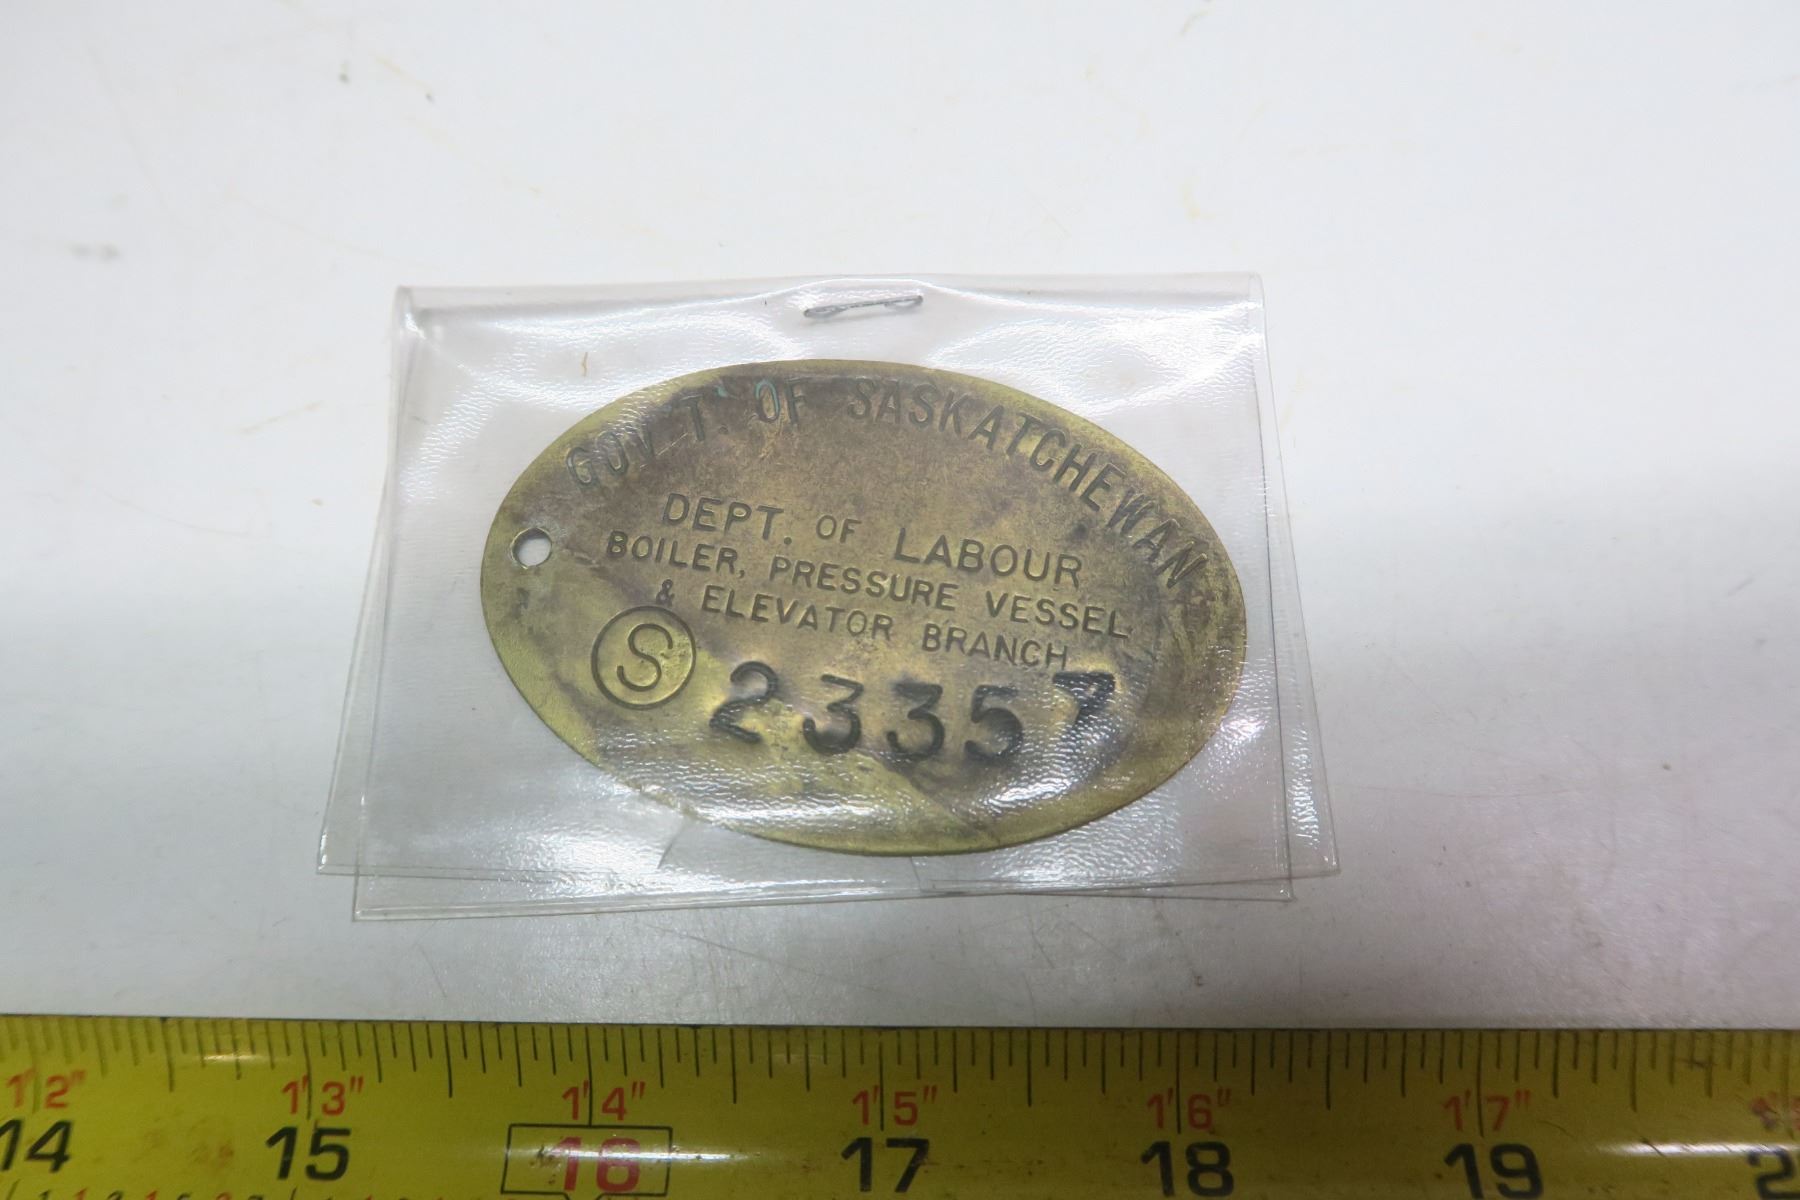 GOV'T. OF SASKATCHEWAN
DEPT. OF LABOUR
BOILER, PRESSURE VESSEL
& ELEVATOR BRANCH
S 23357
1'2" 1'3" 1'4" 1'5" 1'6" 1'7"
14 15 16 17 18 19